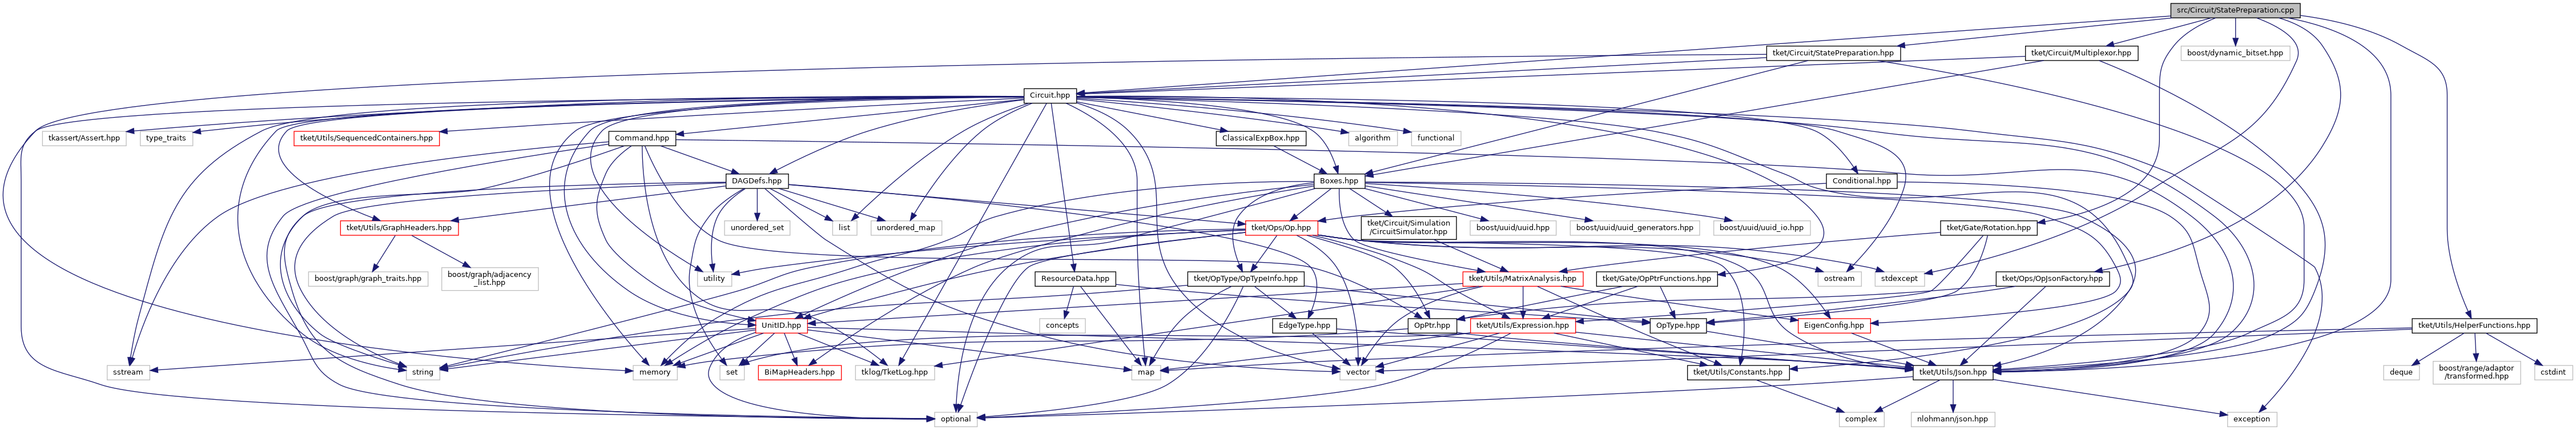 src/Circuit/StatePreparation.cpp
tket/Circuit/StatePreparation.hpp
tket/Circuit/Multiplexor.hpp
boost/dynamic_bitset.hpp
Circuit.hpp
tkassert/Assert.hpp
type_traits
tket/Utils/SequencedContainers.hpp
Command.hpp
ClassicalExpBox.hpp
algorithm
functional
DAGDefs.hpp
Boxes.hpp
Conditional.hpp
tket/Utils/GraphHeaders.hpp
unordered_set
list
unordered_map
tket/Ops/Op.hpp
tket/Circuit/Simulation
/CircuitSimulator.hpp
boost/uuid/uuid.hpp
boost/uuid/uuid_generators.hpp
boost/uuid/uuid_io.hpp
tket/Gate/Rotation.hpp
boost/graph/graph_traits.hpp
boost/graph/adjacency
_list.hpp
utility
ResourceData.hpp
tket/OpType/OpTypeInfo.hpp
tket/Utils/MatrixAnalysis.hpp
tket/Gate/OpPtrFunctions.hpp
ostream
stdexcept
tket/Ops/OpJsonFactory.hpp
UnitID.hpp
concepts
EdgeType.hpp
OpPtr.hpp
tket/Utils/Expression.hpp
OpType.hpp
EigenConfig.hpp
tket/Utils/HelperFunctions.hpp
sstream
string
memory
set
BiMapHeaders.hpp
tklog/TketLog.hpp
map
vector
tket/Utils/Constants.hpp
tket/Utils/Json.hpp
deque
boost/range/adaptor
/transformed.hpp
cstdint
optional
complex
nlohmann/json.hpp
exception